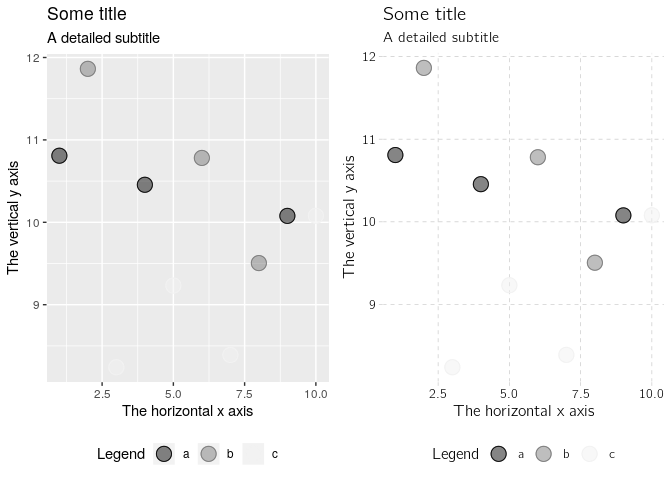 Some title
A detailed subtitle
The vertical y axis
12
11
10
9
2.5 5.0 7.5 10.0
The horizontal x axis
Legend a b c
Some title
A detailed subtitle
The vertical y axis
12
11
10
9
2.5 5.0 7.5 10.0
The horizontal x axis
Legend a b c